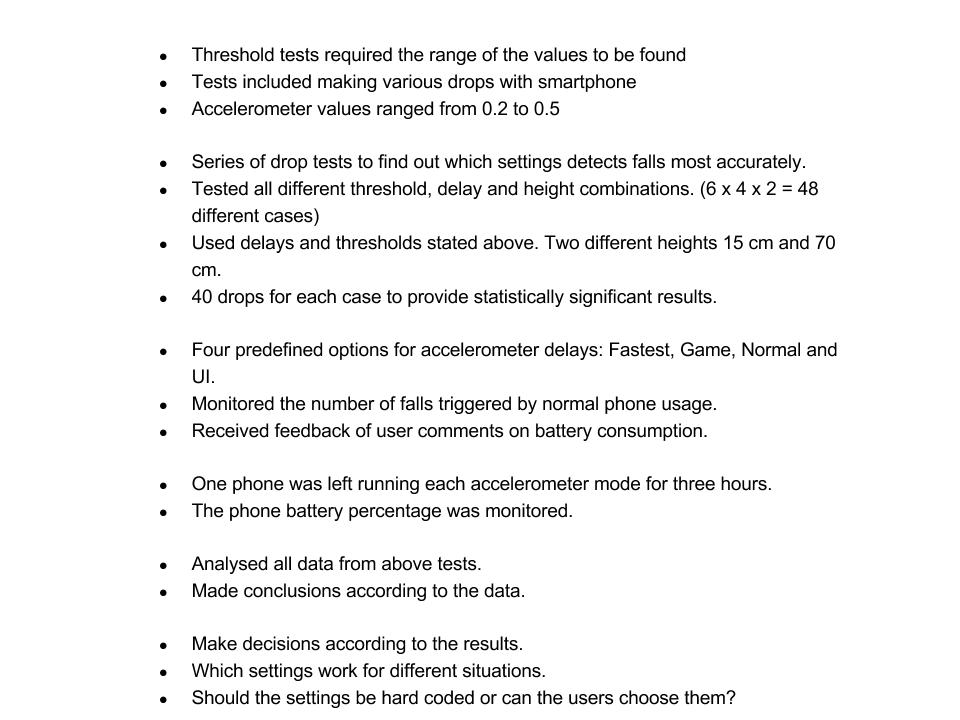 • Threshold tests required the range of the values to be found
• Tests included making various drops with smartphone
• Accelerometer values ranged from 0.2 to 0.5
• Series of drop tests to find out which settings detects falls most accurately.
• Tested all different threshold, delay and height combinations. (6 x 4 x 2 = 48
different cases)
• Used delays and thresholds stated above. Two different heights 15 cm and 70
cm.
• 40 drops for each case to provide statistically significant results.
• Four predefined options for accelerometer delays: Fastest, Game, Normal and
UI.
• Monitored the number of falls triggered by normal phone usage.
• Received feedback of user comments on battery consumption.
• One phone was left running each accelerometer mode for three hours.
• The phone battery percentage was monitored.
• Analysed all data from above tests.
• Made conclusions according to the data.
• Make decisions according to the results.
• Which settings work for different situations.
• Should the settings be hard coded or can the users choose them?